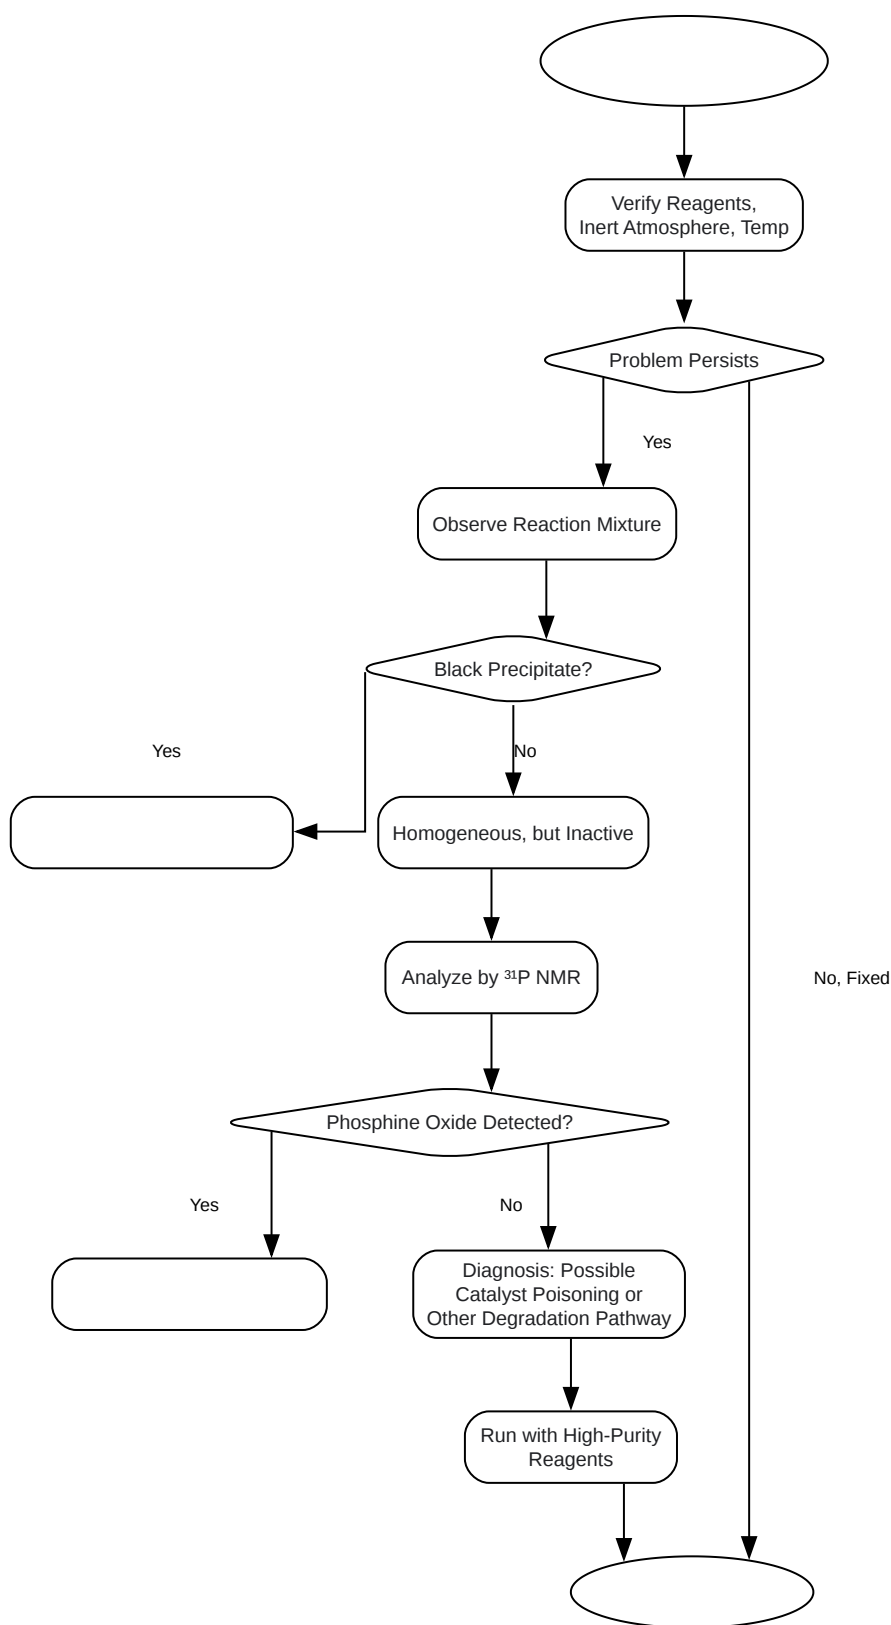 Verify Reagents,
Inert Atmosphere, Temp
Problem Persists
Yes
Observe Reaction Mixture
Black Precipitate?
Yes
No
Homogeneous, but Inactive
Analyze by ³¹P NMR
No, Fixed
Phosphine Oxide Detected?
Yes
No
Diagnosis: Possible
Catalyst Poisoning or
Other Degradation Pathway
Run with High-Purity
Reagents